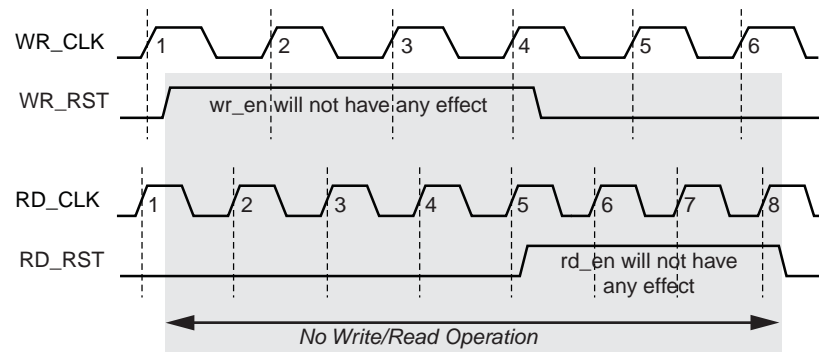 WR_CLK 1 2 3 4 5 6
WR_RST wr_en will not have any effect
RD_CLK 1 2 3 4 5 6 7 8
RD_RST rd_en will not have
any effect
No Write/Read Operation